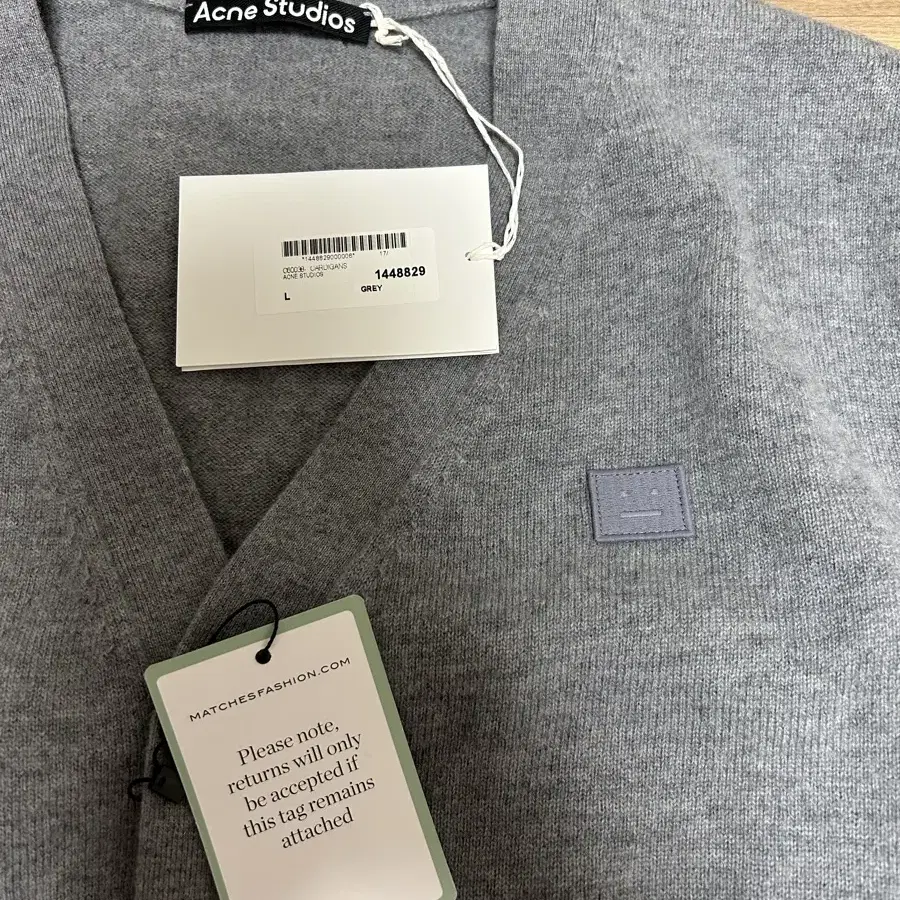 Acne Studios
*1448829000006*
17/
CARDIGANS
ACNE STUDIOS
1448829
L
GREY
MATCHESFASHION.COM
Please note,
returns will only
be accepted if
this tag remains
attached